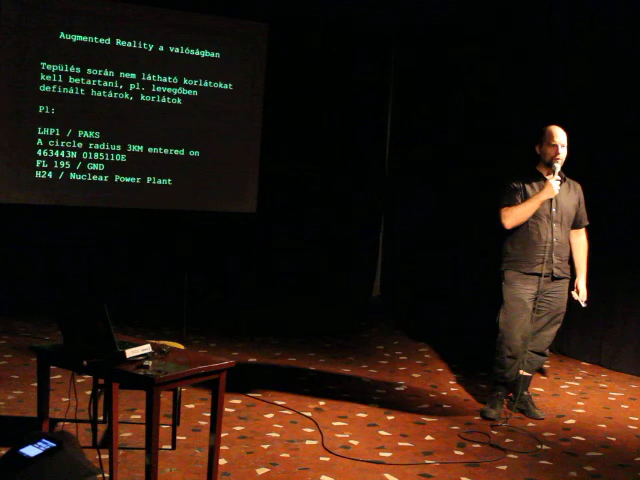 Augmented Reality a valóságban
Tepülés során nem látható korlátokat
kell betartani, pl. levegőben
definált határok, korlátok
Pl:
LHP1 / PAKS
A circle radius 3KM entered on
463443N 0185110E
FL 195 / GND
H24 / Nuclear Power Plant